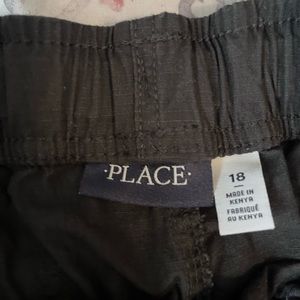 ·PLACE·
18
MADE IN
KENYA
FABRIQUÉ
AU KENYA